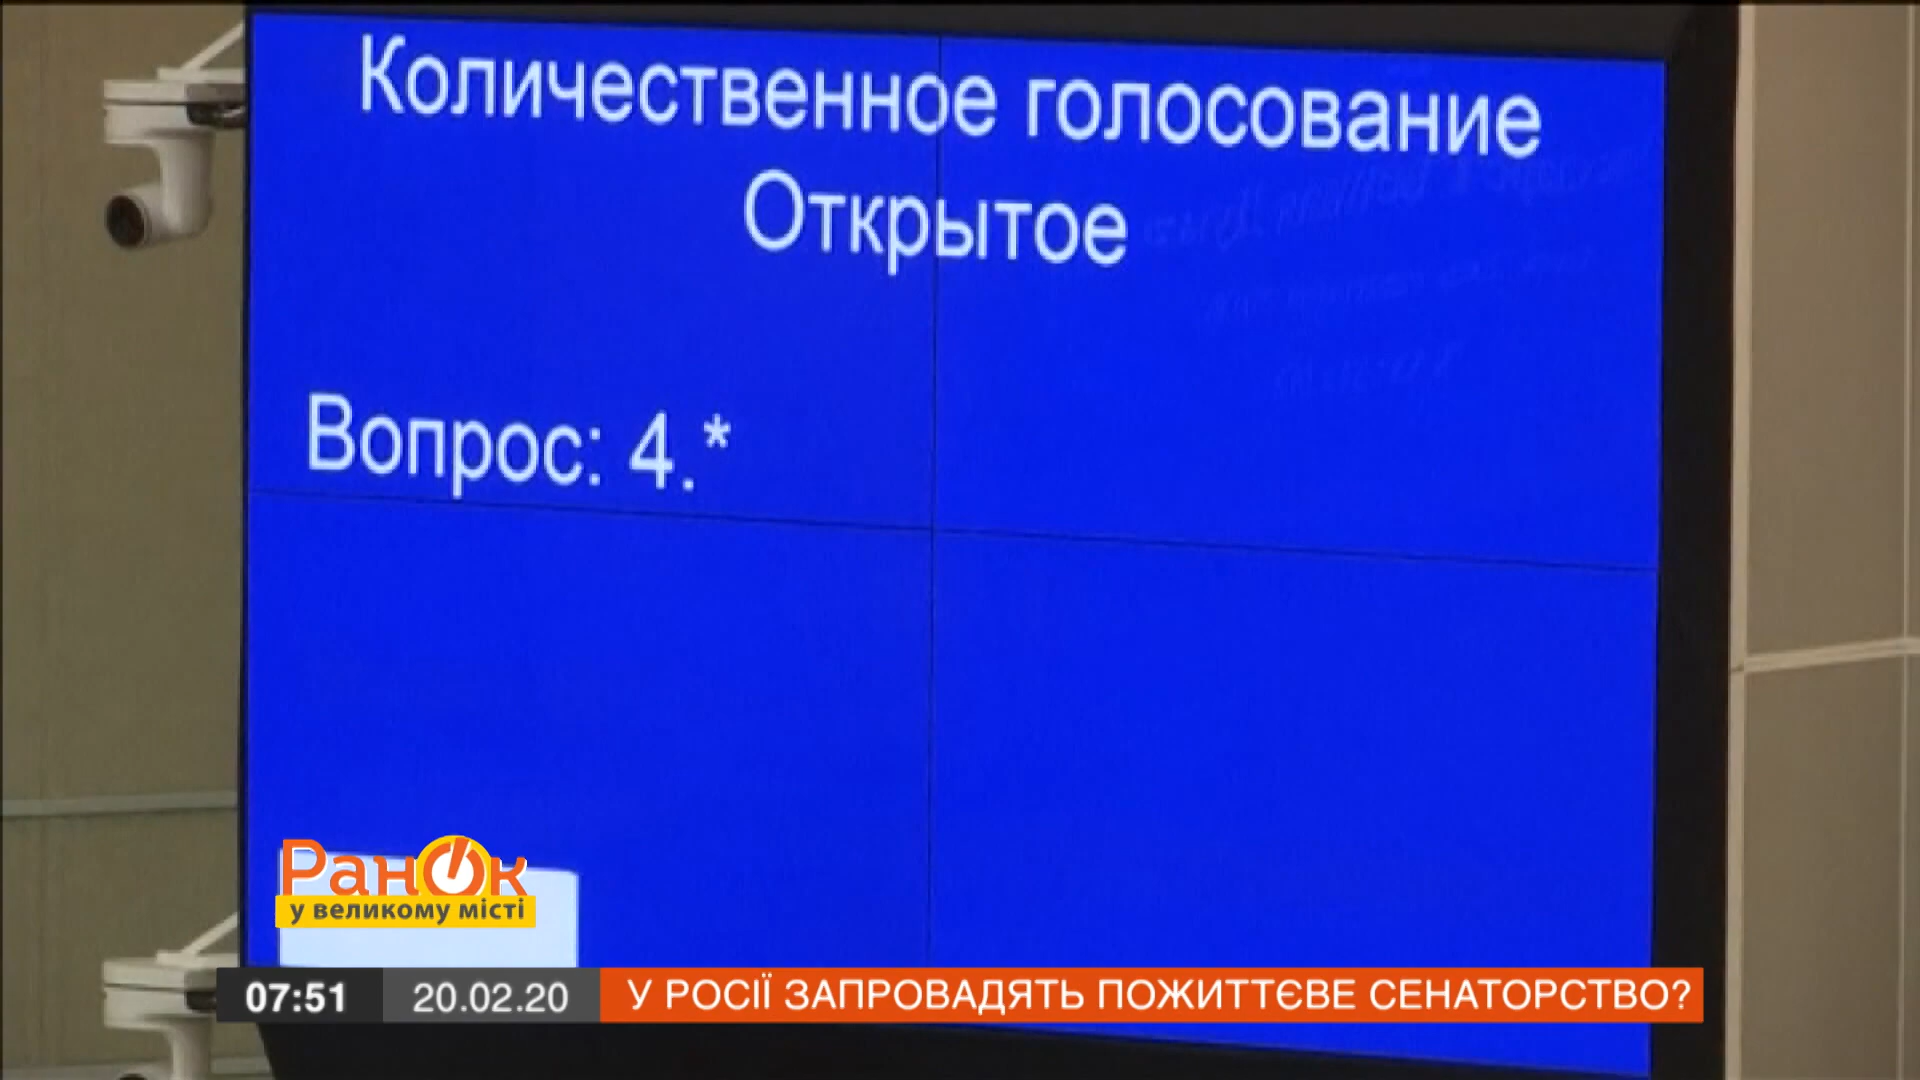 Количественное голосование
Открытое
Вопрос: 4.*
Ранок
у великому місті
07:51 20.02.20 У РОСІЇ ЗАПРОВАДЯТЬ ПОЖИТТЄВЕ СЕНАТОРСТВО?